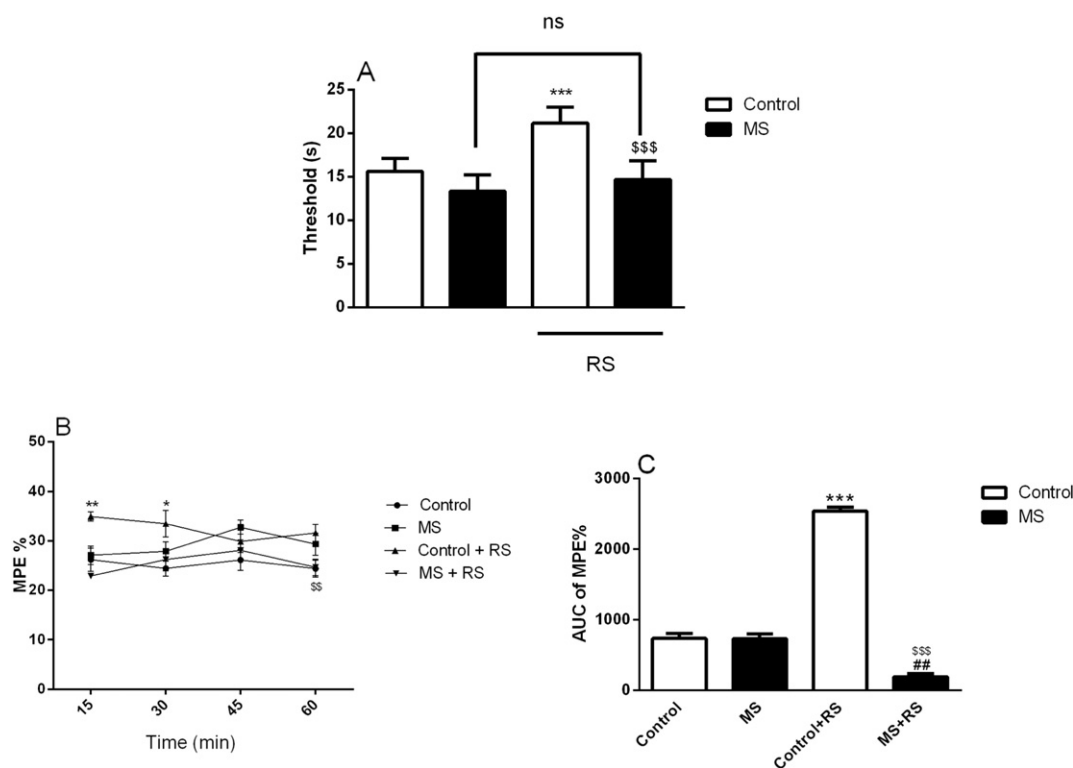 ns
A
25
20
15
10
5
0
Threshold (s)
***
$$$
Control
MS
RS
B
50
40
30
20
10
0
MPE %
**
*
$$
15
30
45
60
Time (min)
Control
MS
Control + RS
MS + RS
C
3000
2000
1000
0
AUC of MPE%
***
$$$
##
Control
MS
Control+RS
MS+RS
Control
MS